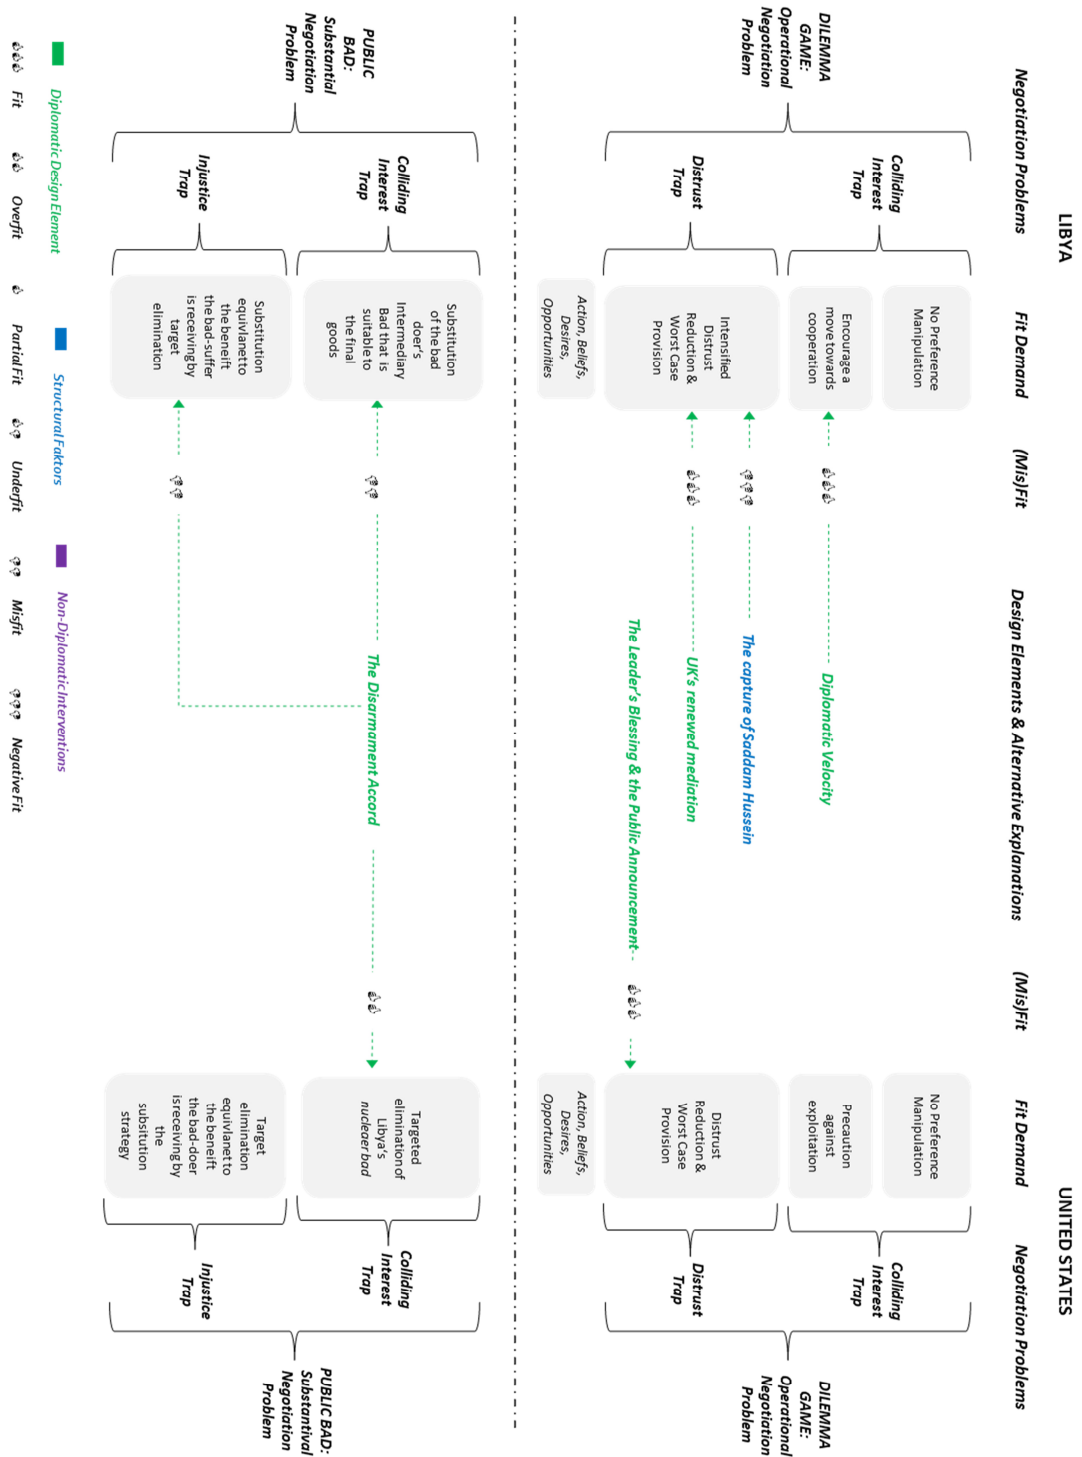 LIBYA
UNITED STATES
Negotiation Problems
Fit Demand
(Mis)Fit
Design Elements & Alternative Explanations
(Mis)Fit
Fit Demand
Negotiation Problems
DILEMMA
GAME:
Operational
Negotiation
Problem
Colliding
Interest
Trap
Distrust
Trap
No Preference
Manipulation
Encourage a
move towards
cooperation
Intensified
Distrust
Reduction &
Worst Case
Provision
Action, Beliefs,
Desires,
Opportunities
Diplomatic Velocity
The capture of Saddam Hussein
UK's renewed mediation
The Leader's Blessing & the Public Announcement
No Preference
Manipulation
Precaution
against
exploitation
Distrust
Reduction &
Worst Case
Provision
Action, Beliefs,
Desires,
Opportunities
Colliding
Interest
Trap
Distrust
Trap
DILEMMA
GAME:
Operational
Negotiation
Problem
PUBLIC
BAD:
Substantial
Negotiation
Problem
Colliding
Interest
Trap
Injustice
Trap
Substitution
of the bad
doer's
Intermediary
Bad that is
suitable to
the final
goods
Substitution
equivlanet to
the beneift
the bad-suffer
is receiving by
target
elimination
The Disarmament Accord
Targeted
elimination of
Libya's
nuclear bad
Target
elimination
equivlanet to
the beneift
the bad-doer
is receiving by
the
subsitution
strategy
Colliding
Interest
Trap
Injustice
Trap
PUBLIC BAD:
Substantival
Negotiation
Problem
Diplomatic Design Element
Structural Faktors
Non-Diplomatic Interventions
Fit
Overfit
Partial Fit
Underfit
Misfit
Negative Fit